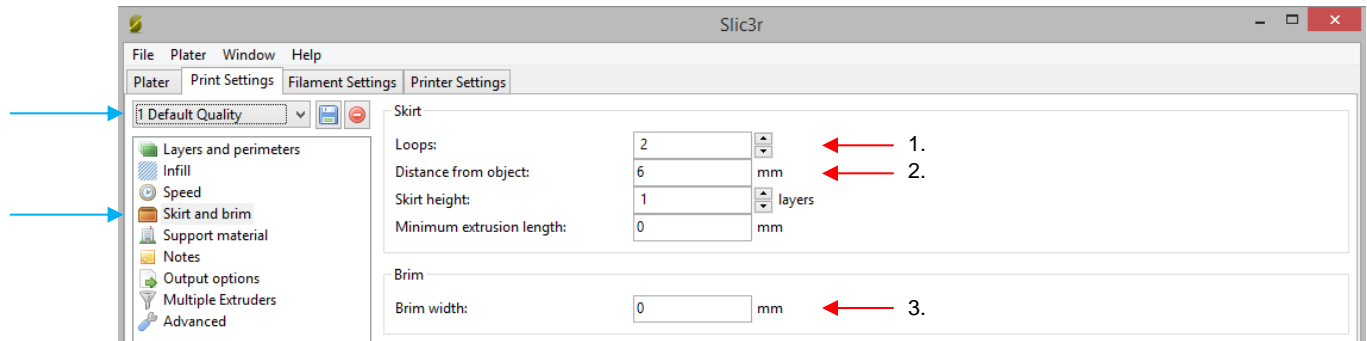 Slic3r
File Plater Window Help
Plater Print Settings Filament Settings Printer Settings
1 Default Quality
Layers and perimeters
Infill
Speed
Skirt and brim
Support material
Notes
Output options
Multiple Extruders
Advanced
Skirt
Loops: 2 1.
Distance from object: 6 mm 2.
Skirt height: 1 layers
Minimum extrusion length: 0 mm
Brim
Brim width: 0 mm 3.